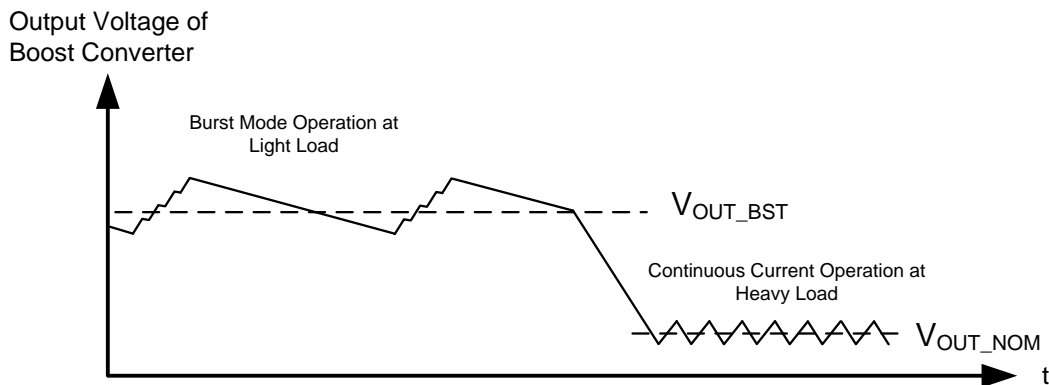 Output Voltage of
Boost Converter
Burst Mode Operation at
Light Load
VOUT_BST
Continuous Current Operation at
Heavy Load
VOUT_NOM
t